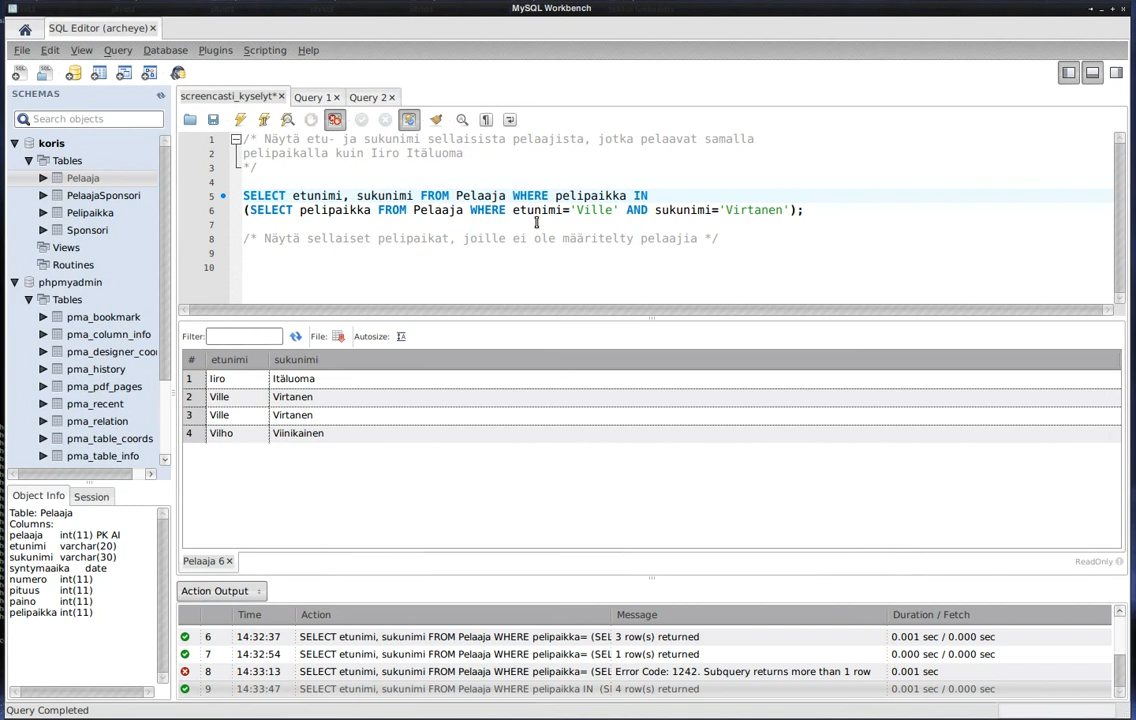 MySQL Workbench
SQL Editor (archeye)
File Edit View Query Database Plugins Scripting Help
SCHEMAS
Search objects
koris
Tables
Pelaaja
PelaajaSponsori
Pelipaikka
Sponsori
Views
Routines
phpmyadmin
Tables
pma_bookmark
pma_column_info
pma_designer_cooi
pma_history
pma_pdf_pages
pma_recent
pma_relation
pma_table_coords
pma_table_info
screencasti_kyselyt* Query 1 Query 2
1 /* Näytä etu- ja sukunimi sellaisista pelaajista, jotka pelaavat samalla
2 pelipaikalla kuin Iiro Itäluoma
3 */
4
5 SELECT etunimi, sukunimi FROM Pelaaja WHERE pelipaikka IN
6 (SELECT pelipaikka FROM Pelaaja WHERE etunimi='Ville' AND sukunimi='Virtanen');
7
8 /* Näytä sellaiset pelipaikat, joille ei ole määritelty pelaajia */
9
10
Filter: File: Autosize:
# etunimi sukunimi
1 Iiro Itäluoma
2 Ville Virtanen
3 Ville Virtanen
4 Vilho Viinikainen
Pelaaja 6 ReadOnly
Object Info Session
Table: Pelaaja
Columns:
pelaaja int(11) PK AI
etunimi varchar(20)
sukunimi varchar(30)
syntymaaika date
numero int(11)
pituus int(11)
paino int(11)
pelipaikka int(11)
Action Output
Time Action Message Duration / Fetch
6 14:32:37 SELECT etunimi, sukunimi FROM Pelaaja WHERE pelipaikka= (SEL 3 row(s) returned 0.001 sec / 0.000 sec
7 14:32:54 SELECT etunimi, sukunimi FROM Pelaaja WHERE pelipaikka= (SEL 1 row(s) returned 0.000 sec / 0.000 sec
8 14:33:13 SELECT etunimi, sukunimi FROM Pelaaja WHERE pelipaikka= (SEL Error Code: 1242. Subquery returns more than 1 row 0.001 sec
9 14:33:47 SELECT etunimi, sukunimi FROM Pelaaja WHERE pelipaikka IN (SI 4 row(s) returned 0.001 sec / 0.000 sec
Query Completed